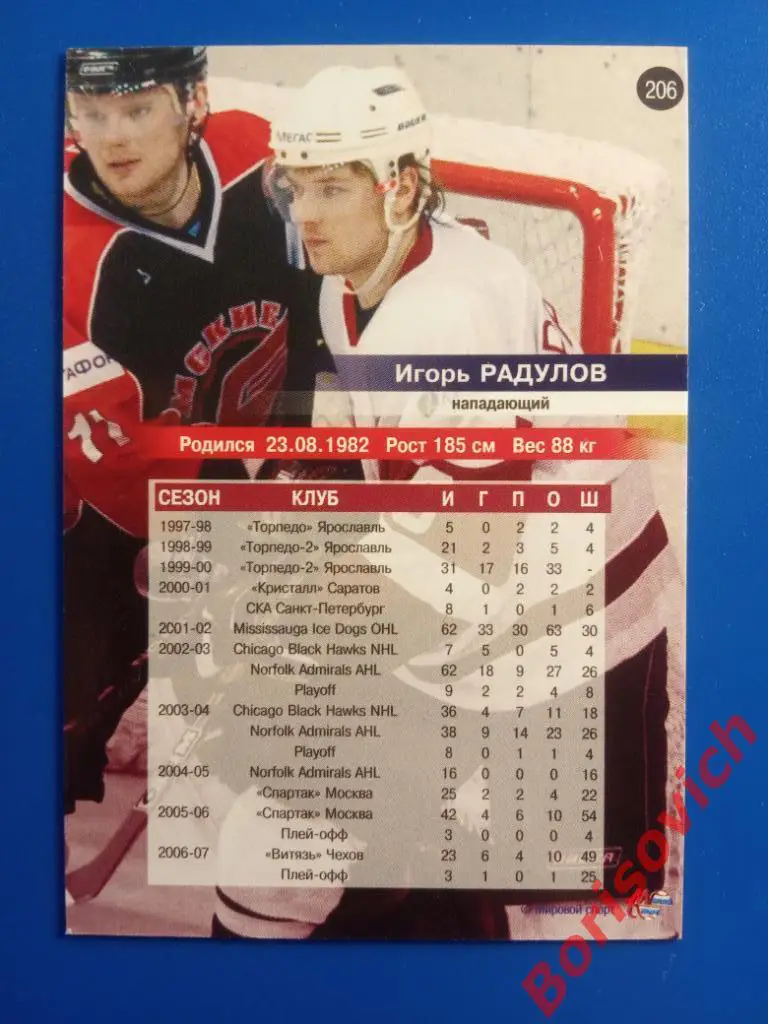 206
BAUER
МЕГАФ
МСКИЕ
АФОН
71
Игорь РАДУЛОВ
нападающий
Родился 23.08.1982 Рост 185 см Вес 88 кг
СЕЗОН КЛУБ И Г П О Ш
1997-98 «Торпедо» Ярославль 5 0 2 2 4
1998-99 «Торпедо-2» Ярославль 21 2 3 5 4
1999-00 «Торпедо-2» Ярославль 31 17 16 33 -
2000-01 «Кристалл» Саратов 4 0 2 2 2
СКА Санкт-Петербург 8 1 0 1 6
2001-02 Mississauga Ice Dogs OHL 62 33 30 63 30
2002-03 Chicago Black Hawks NHL 7 5 0 5 4
Norfolk Admirals AHL 62 18 9 27 26
Playoff 9 2 2 4 8
2003-04 Chicago Black Hawks NHL 36 4 7 11 18
Norfolk Admirals AHL 38 9 14 23 26
Playoff 8 0 1 1 4
2004-05 Norfolk Admirals AHL 16 0 0 0 16
«Спартак» Москва 25 2 2 4 22
2005-06 «Спартак» Москва 42 4 6 10 54
Плей-офф 3 0 0 0 4
2006-07 «Витязь» Чехов 23 6 4 10 49
Плей-офф 3 1 0 1 25
© Мировой спорт
Borisovich